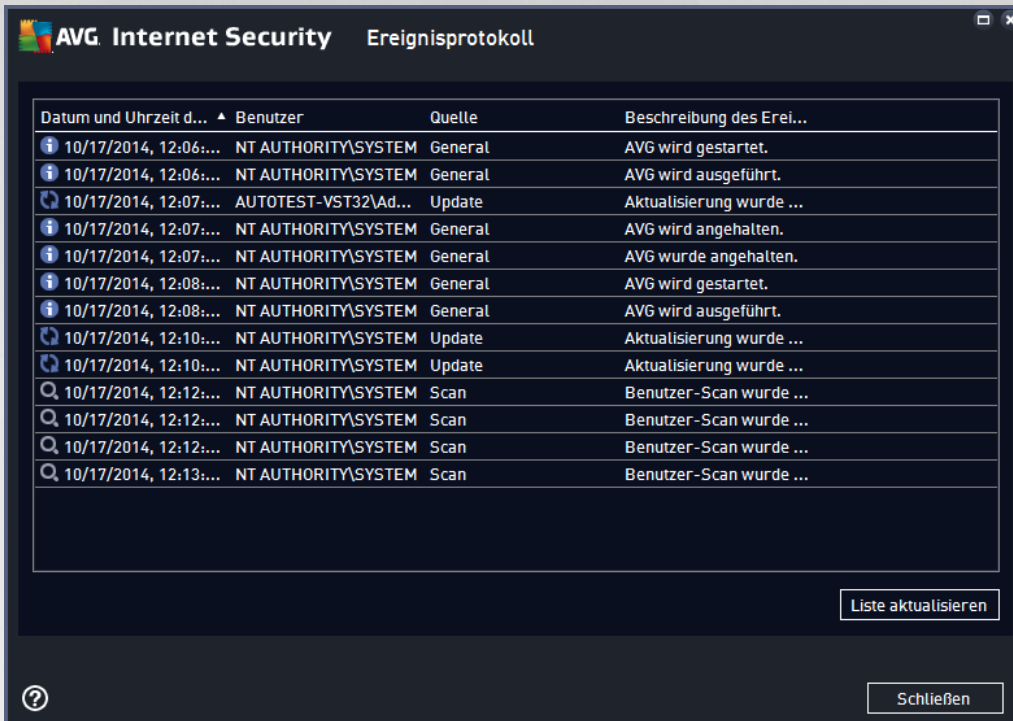 AVG Internet Security Ereignisprotokoll
Datum und Uhrzeit d... Benutzer Quelle Beschreibung des Erei...
10/17/2014, 12:06:... NT AUTHORITY\SYSTEM General AVG wird gestartet.
10/17/2014, 12:06:... NT AUTHORITY\SYSTEM General AVG wird ausgeführt.
10/17/2014, 12:07:... AUTOTEST-VST32\Ad... Update Aktualisierung wurde ...
10/17/2014, 12:07:... NT AUTHORITY\SYSTEM General AVG wird angehalten.
10/17/2014, 12:07:... NT AUTHORITY\SYSTEM General AVG wurde angehalten.
10/17/2014, 12:08:... NT AUTHORITY\SYSTEM General AVG wird gestartet.
10/17/2014, 12:08:... NT AUTHORITY\SYSTEM General AVG wird ausgeführt.
10/17/2014, 12:10:... NT AUTHORITY\SYSTEM Update Aktualisierung wurde ...
10/17/2014, 12:10:... NT AUTHORITY\SYSTEM Update Aktualisierung wurde ...
10/17/2014, 12:12:... NT AUTHORITY\SYSTEM Scan Benutzer-Scan wurde ...
10/17/2014, 12:12:... NT AUTHORITY\SYSTEM Scan Benutzer-Scan wurde ...
10/17/2014, 12:12:... NT AUTHORITY\SYSTEM Scan Benutzer-Scan wurde ...
10/17/2014, 12:13:... NT AUTHORITY\SYSTEM Scan Benutzer-Scan wurde ...
Liste aktualisieren
Schließen